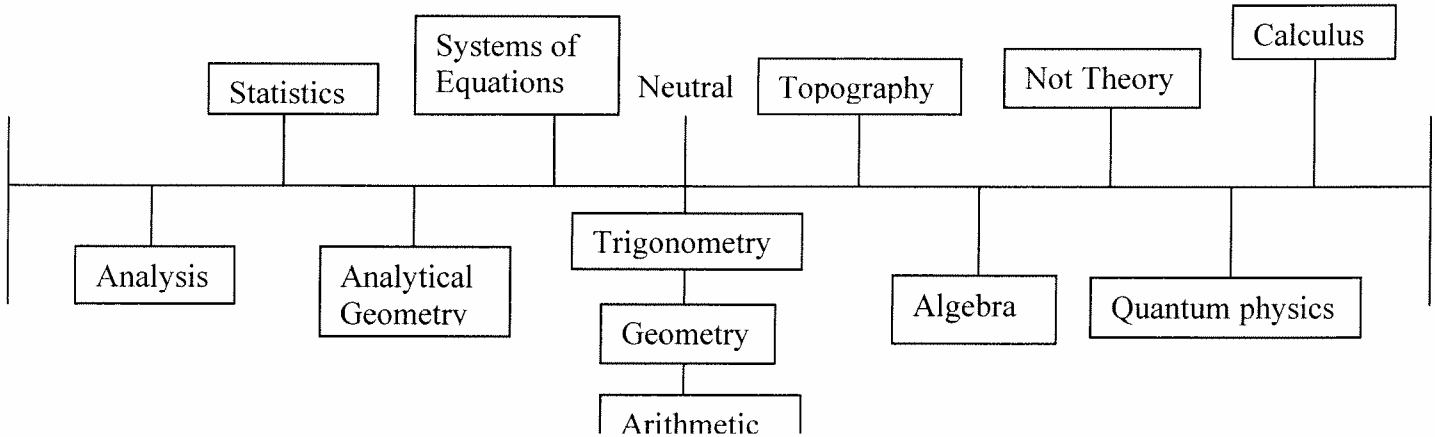 Calculus
Systems of
Equations
Statistics
Neutral
Topography
Not Theory
Analysis
Analytical
Geometry
Trigonometry
Algebra
Quantum physics
Geometry
Arithmetic